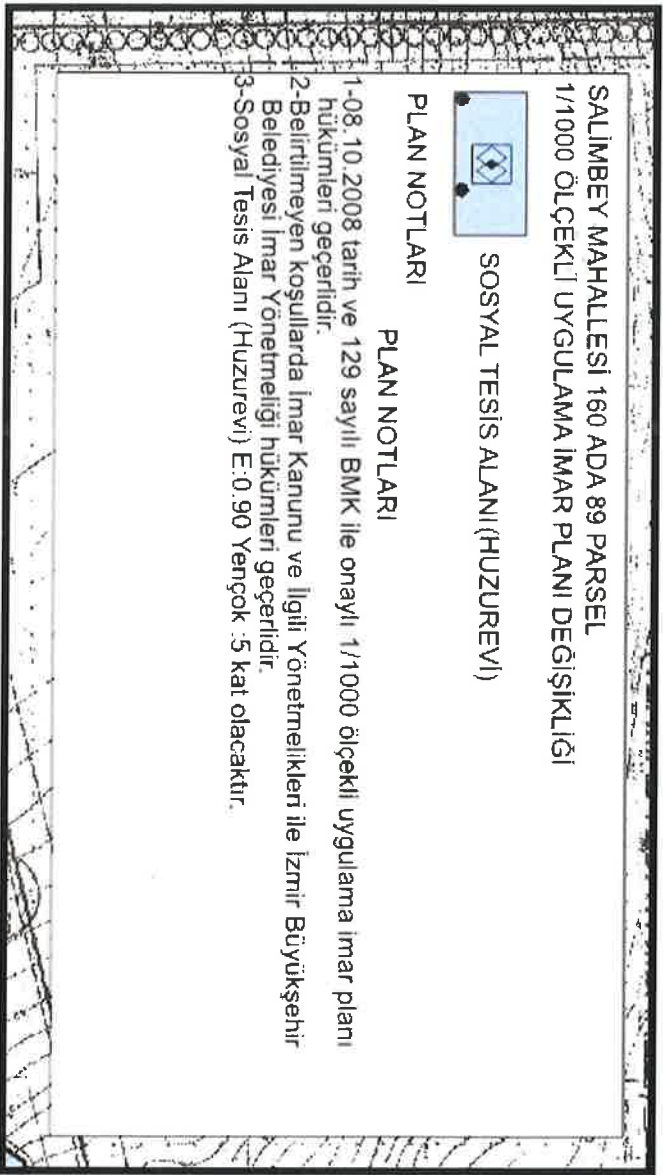 SALİMBEY MAHALLESİ 160 ADA 89 PARSEL
1/1000 ÖLÇEKLİ UYGULAMA İMAR PLANI DEĞİŞİKLİĞİ
SOSYAL TESİS ALANI(HUZUREVİ)
PLAN NOTLARI
PLAN NOTLARI
1-08.10.2008 tarih ve 129 sayılı BMK ile onaylı 1/1000 ölçekli uygulama imar planı
hükümleri geçerlidir.
2-Belirtilmeyen koşullarda İmar Kanunu ve İlgili Yönetmelikleri ile İzmir Büyükşehir
Belediyesi İmar Yönetmeliği hükümleri geçerlidir.
3-Sosyal Tesis Alanı (Huzurevi) E:0.90 Yençok :5 kat olacaktır.